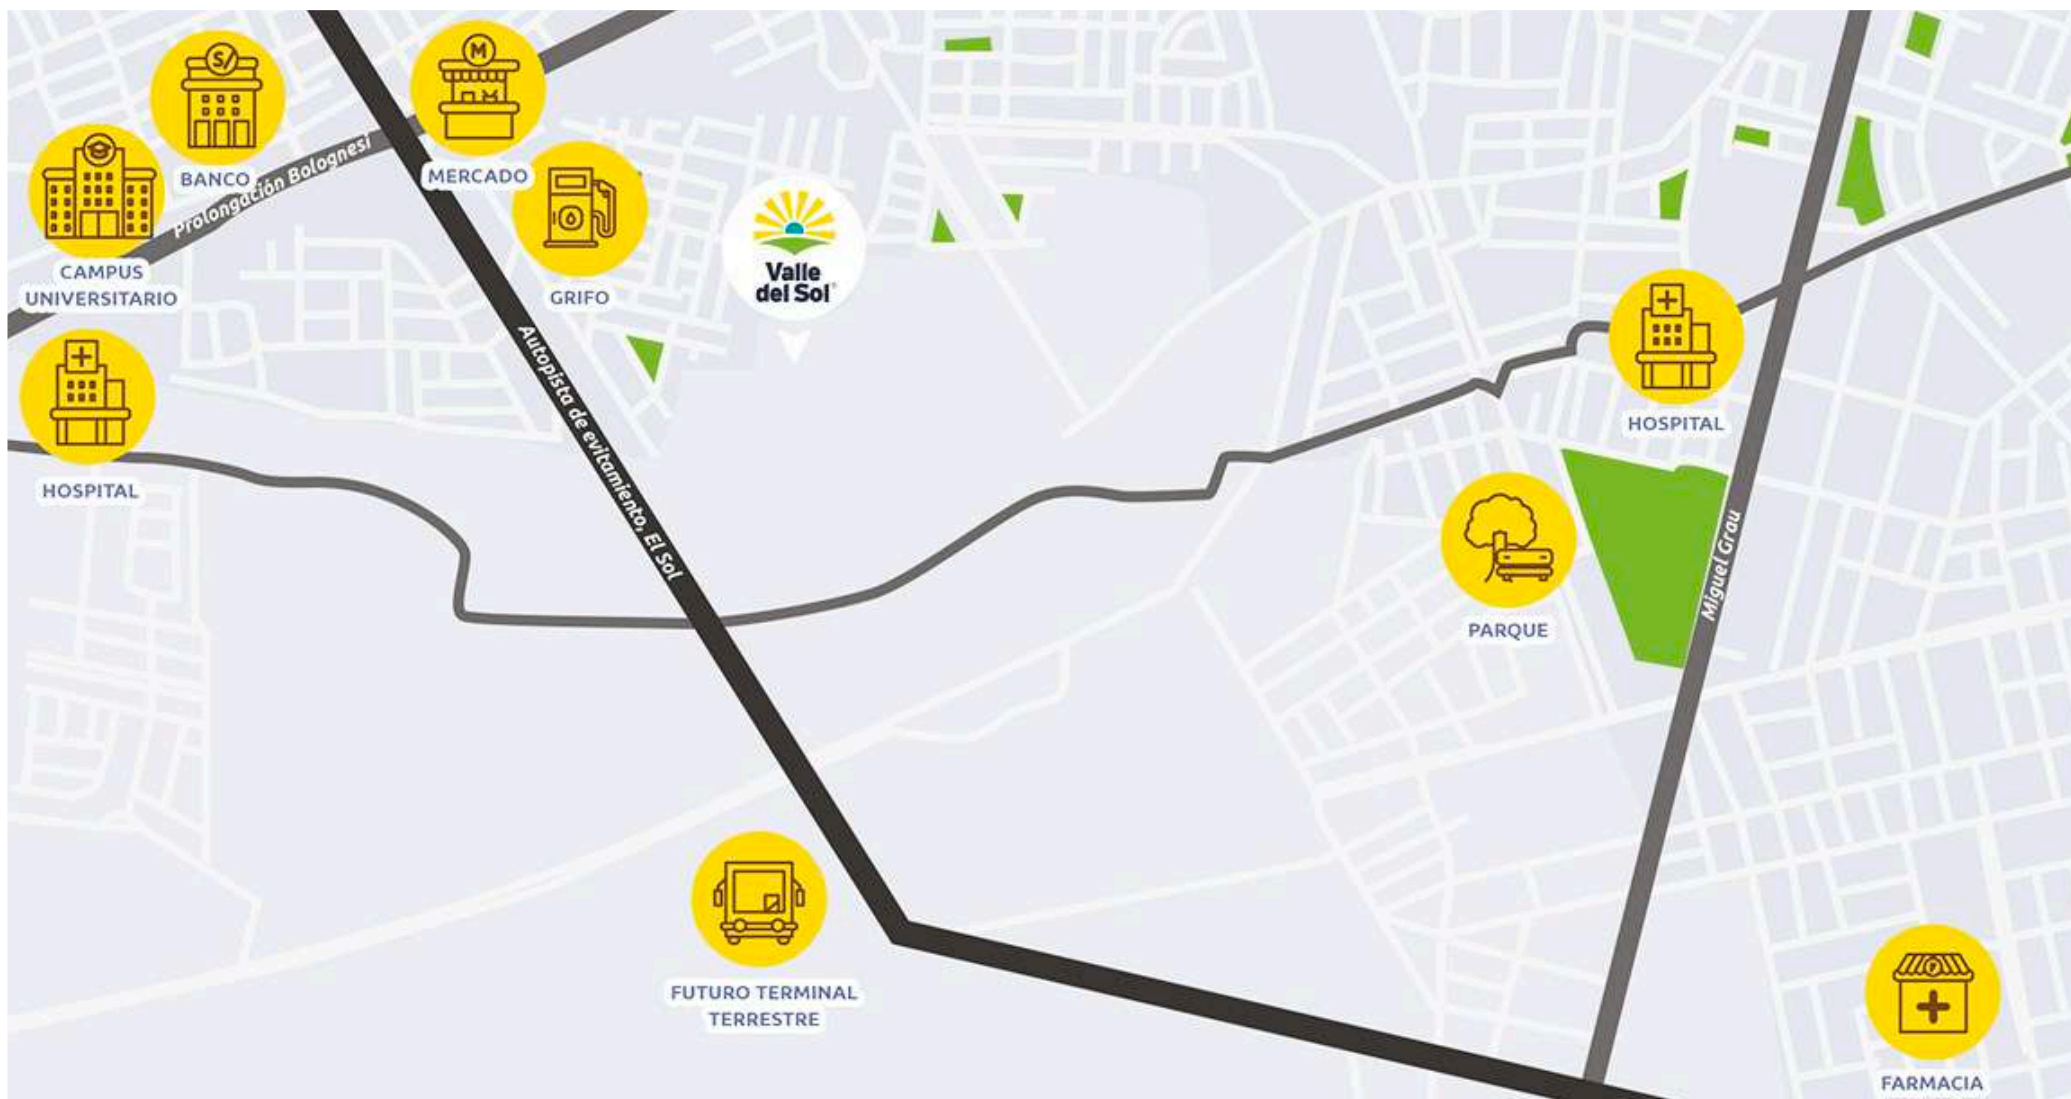 S/
BANCO
M
MERCADO
Prolongación Bolognesi
CAMPUS
UNIVERSITARIO
GRIFO
Valle
del Sol
HOSPITAL
Autopista de evitamiento, El Sol
HOSPITAL
PARQUE
Miguel Grau
FUTURO TERMINAL
TERRESTRE
F
FARMACIA